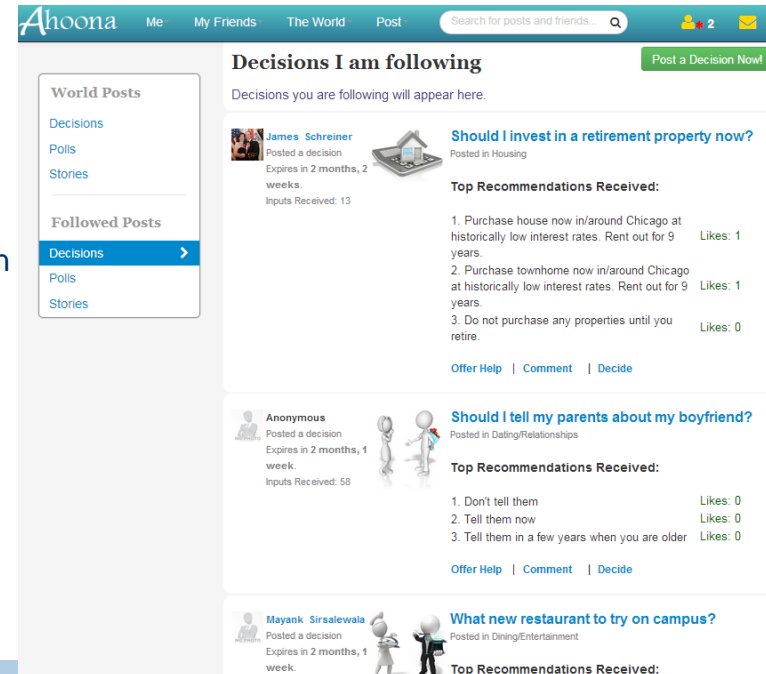 Ahoona Me My Friends The World Post Search for posts and friends... 2
Decisions I am following
Post a Decision Now!
Decisions you are following will appear here.
World Posts
Decisions
Polls
Stories
Followed Posts
Decisions
Polls
Stories
n
James Schreiner
Posted a decision
Expires in 2 months, 2
weeks.
Inputs Received: 13
Should I invest in a retirement property now?
Posted in Housing
Top Recommendations Received:
1. Purchase house now in/around Chicago at
historically low interest rates. Rent out for 9 Likes: 1
years.
2. Purchase townhome now in/around Chicago
at historically low interest rates. Rent out for 9 Likes: 1
years.
3. Do not purchase any properties until you
retire. Likes: 0
Offer Help | Comment | Decide
Anonymous
Posted a decision
Expires in 2 months, 1
week.
Inputs Received: 58
Should I tell my parents about my boyfriend?
Posted in Dating/Relationships
Top Recommendations Received:
1. Don't tell them Likes: 0
2. Tell them now Likes: 0
3. Tell them in a few years when you are older Likes: 0
Offer Help | Comment | Decide
Mayank Sirsalewala
Posted a decision
Expires in 2 months, 1
week.
What new restaurant to try on campus?
Posted in Dining/Entertainment
Top Recommendations Received: